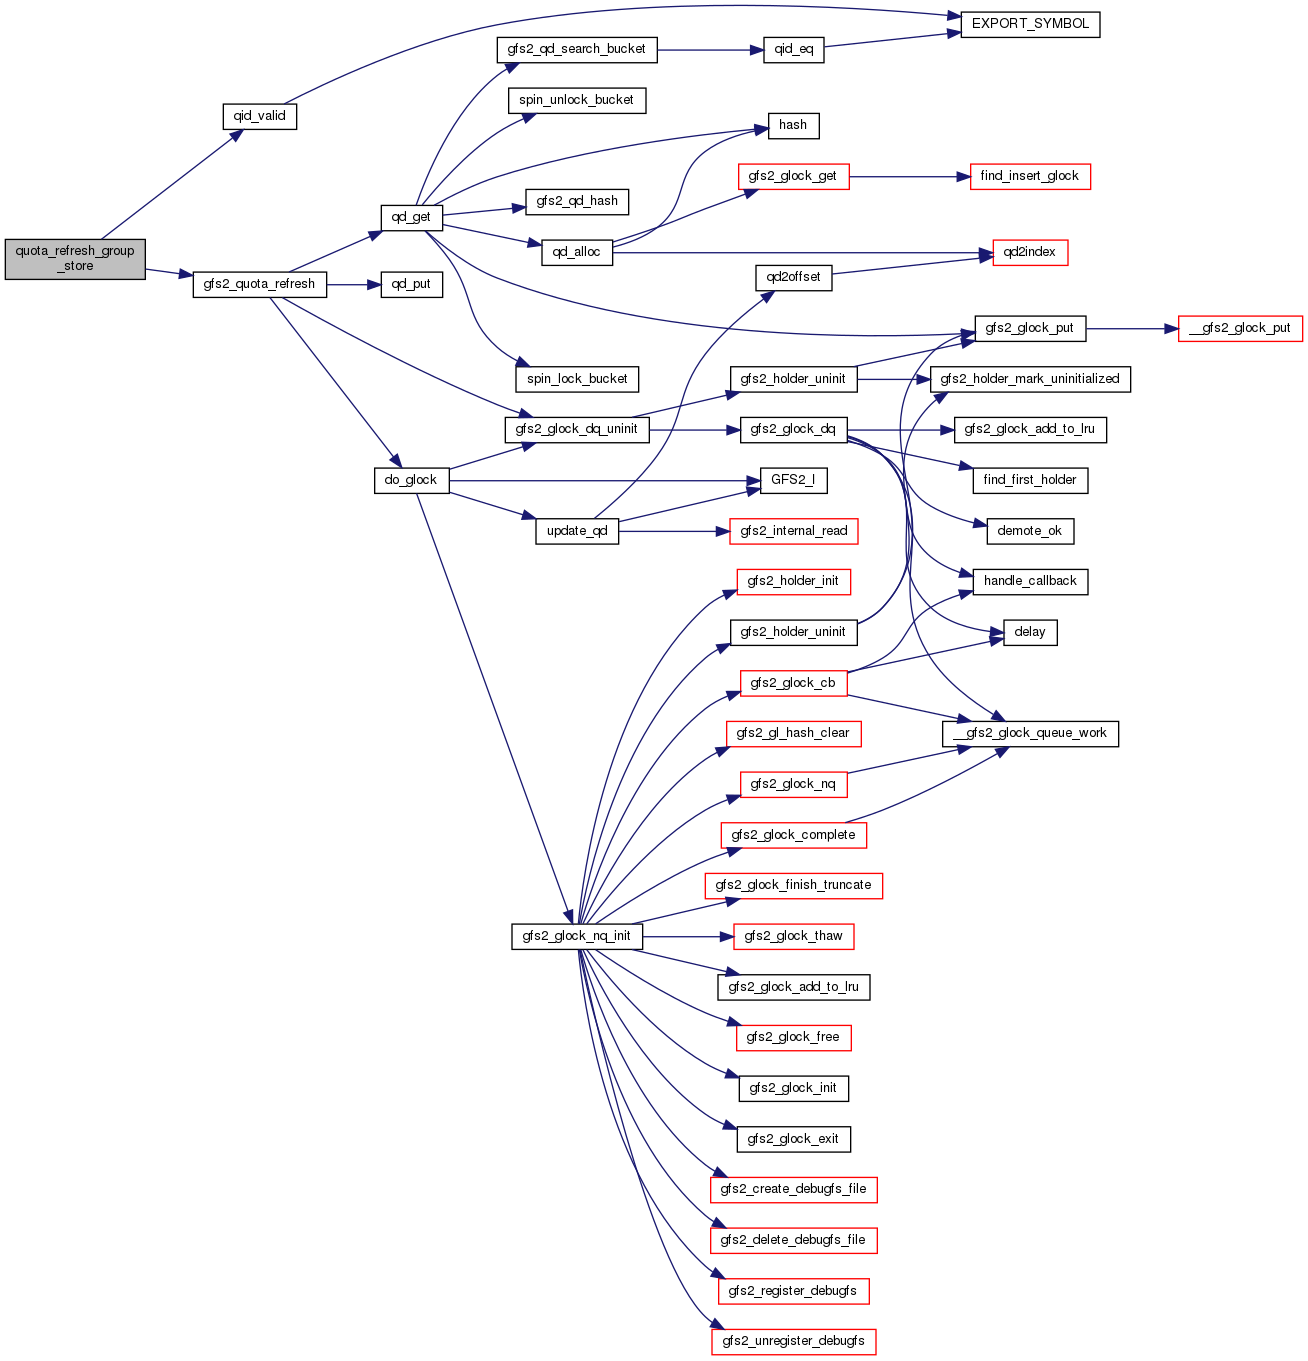 EXPORT_SYMBOL
gfs2_qd_search_bucket
qid_eq
spin_unlock_bucket
qid_valid
hash
gfs2_glock_get
find_insert_glock
gfs2_qd_hash
qd_get
quota_refresh_group
_store
qd_alloc
qd2index
qd2offset
gfs2_quota_refresh
qd_put
gfs2_glock_put
__gfs2_glock_put
spin_lock_bucket
gfs2_holder_uninit
gfs2_holder_mark_uninitialized
gfs2_glock_dq_uninit
gfs2_glock_dq
gfs2_glock_add_to_lru
do_glock
GFS2_I
find_first_holder
update_qd
gfs2_internal_read
demote_ok
gfs2_holder_init
handle_callback
gfs2_holder_uninit
delay
gfs2_glock_cb
gfs2_gl_hash_clear
__gfs2_glock_queue_work
gfs2_glock_nq
gfs2_glock_complete
gfs2_glock_finish_truncate
gfs2_glock_nq_init
gfs2_glock_thaw
gfs2_glock_add_to_lru
gfs2_glock_free
gfs2_glock_init
gfs2_glock_exit
gfs2_create_debugfs_file
gfs2_delete_debugfs_file
gfs2_register_debugfs
gfs2_unregister_debugfs